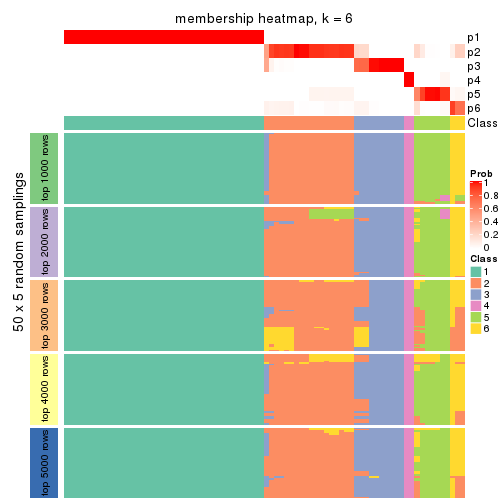 membership heatmap, k = 6
p1
p2
p3
p4
p5
p6
Class
50 x 5 random samplings
top 1000 rows
top 2000 rows
top 3000 rows
top 4000 rows
top 5000 rows
Prob
1
0.8
0.6
0.4
0.2
0
Class
1
2
3
4
5
6